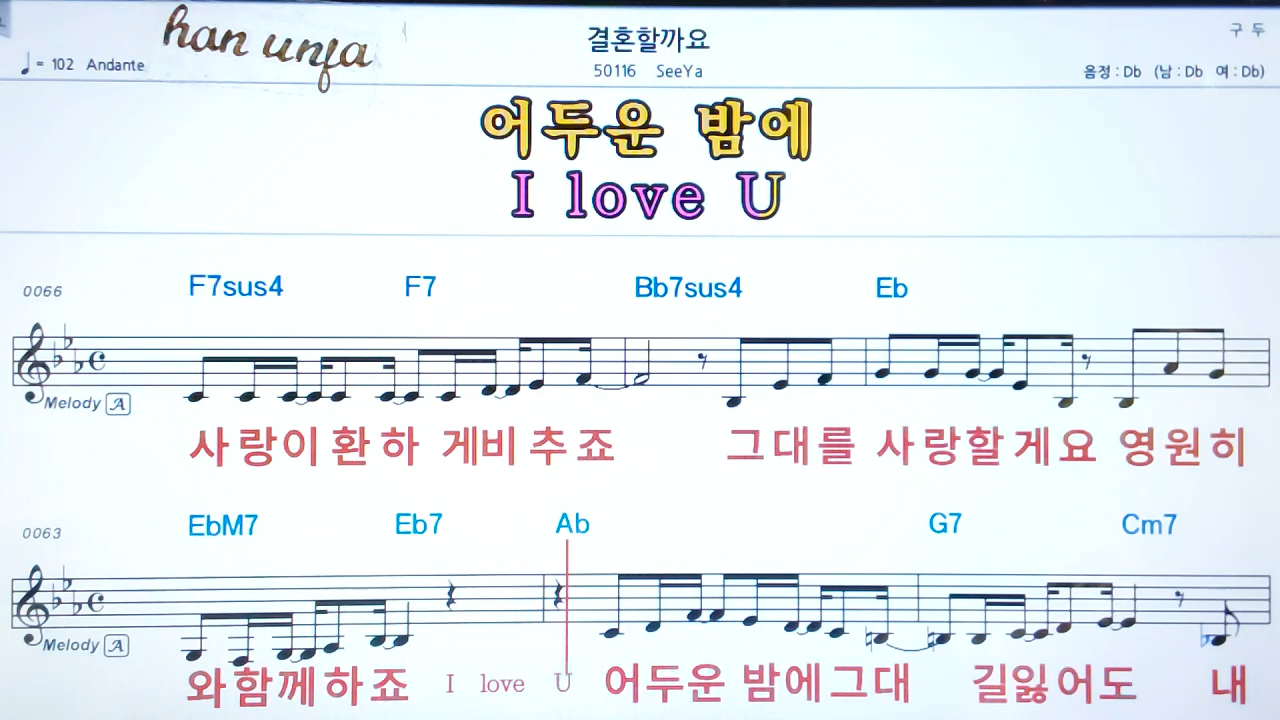 han unfa
결혼할까요
구 두
♩= 102 Andante
50116 SeeYa
음정 : Db (남 : Db 여 : Db)
어두운 밤에
I love U
0066
F7sus4 F7 Bb7sus4 Eb
Melody A
사랑이환하 게비추죠 그대를 사랑할게요 영원히
0063
EbM7 Eb7 Ab G7 Cm7
Melody A
와함께하죠 I love U 어두운 밤에그대 길잃어도 내